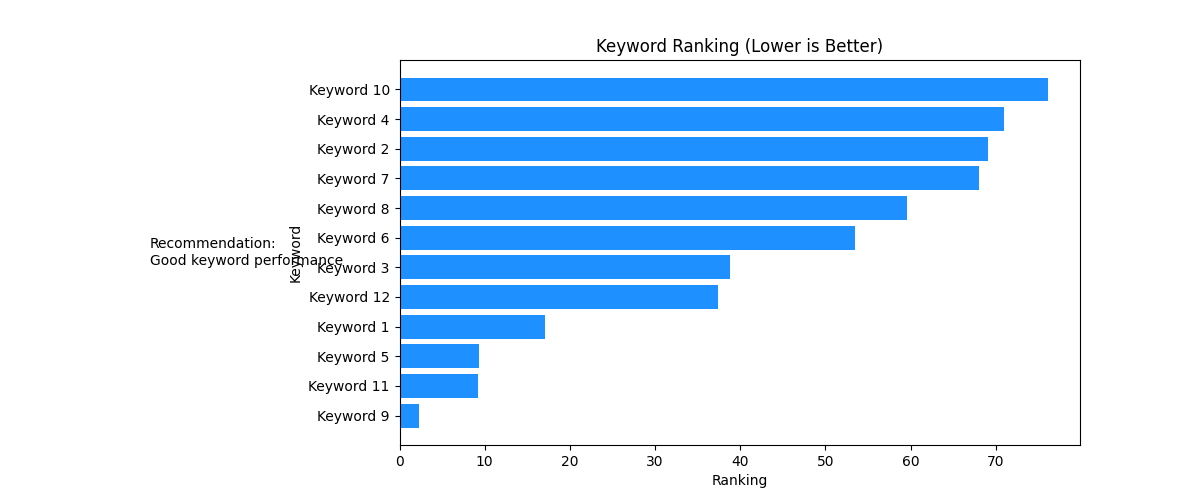 Keyword Ranking (Lower is Better)
Keyword 10
Keyword 4
Keyword 2
Keyword 7
Keyword 8
Keyword 6
Keyword 3
Keyword 12
Keyword 1
Keyword 5
Keyword 11
Keyword 9
Keyword
Recommendation:
Good keyword performance
0 10 20 30 40 50 60 70
Ranking